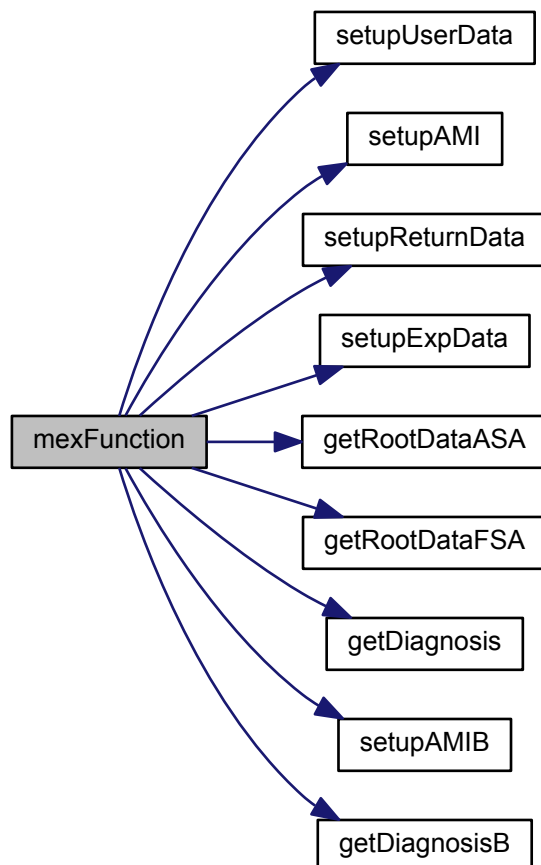 setupUserData
setupAMI
setupReturnData
setupExpData
mexFunction
getRootDataASA
getRootDataFSA
getDiagnosis
setupAMIB
getDiagnosisB